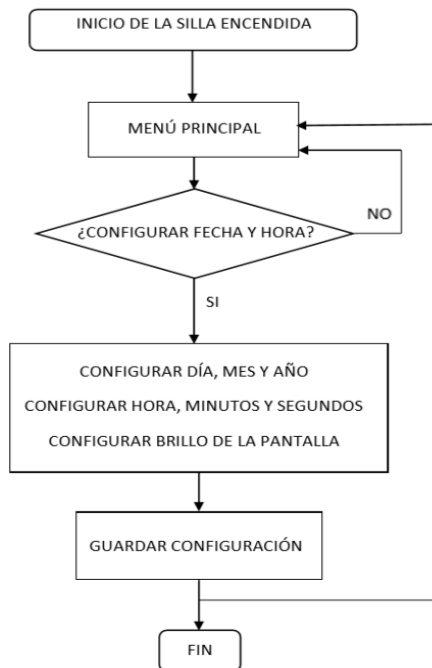 INICIO DE LA SILLA ENCENDIDA
MENÚ PRINCIPAL
¿CONFIGURAR FECHA Y HORA?
NO
SI
CONFIGURAR DÍA, MES Y AÑO
CONFIGURAR HORA, MINUTOS Y SEGUNDOS
CONFIGURAR BRILLO DE LA PANTALLA
GUARDAR CONFIGURACIÓN
FIN